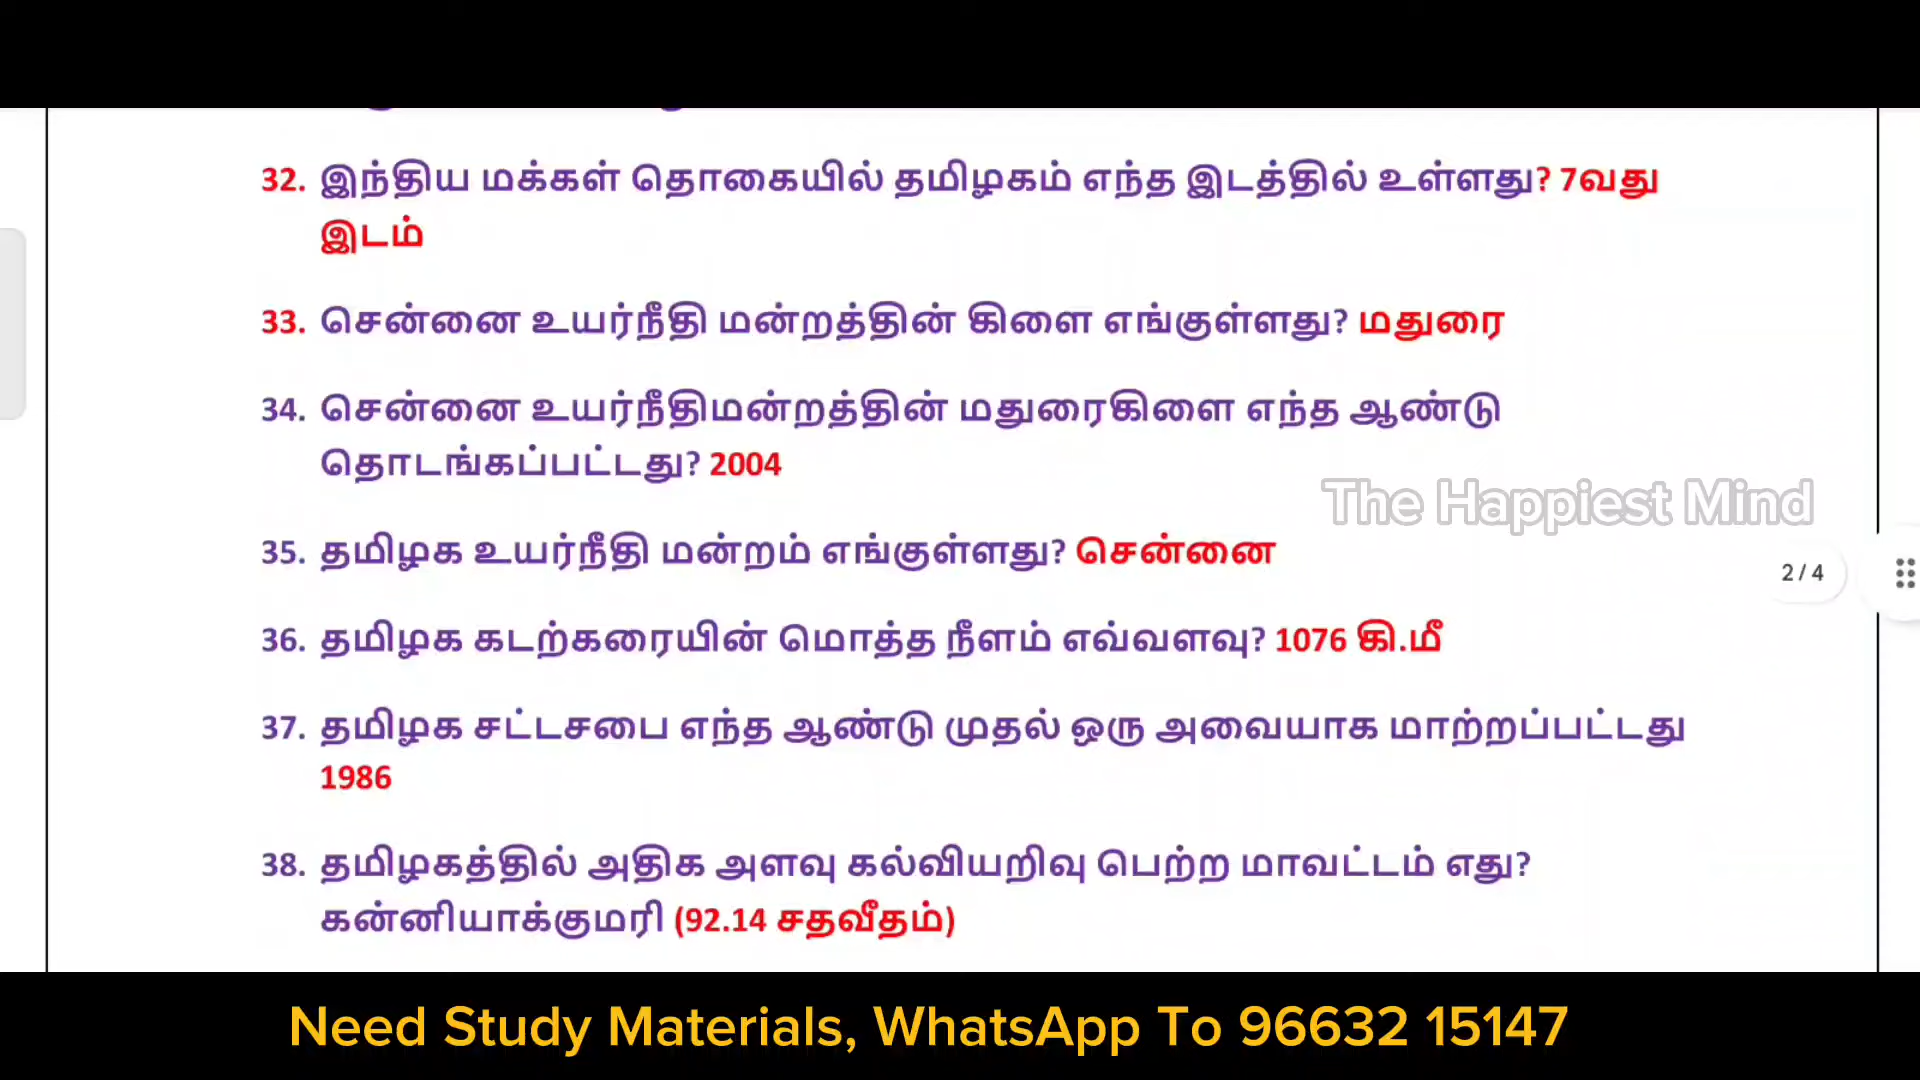 32. இந்திய மக்கள் தொகையில் தமிழகம் எந்த இடத்தில் உள்ளது? 7வது
இடம்
33. சென்னை உயர்நீதி மன்றத்தின் கிளை எங்குள்ளது? மதுரை
34. சென்னை உயர்நீதிமன்றத்தின் மதுரைகிளை எந்த ஆண்டு
தொடங்கப்பட்டது? 2004
The Happiest Mind
35. தமிழக உயர்நீதி மன்றம் எங்குள்ளது? சென்னை
2 / 4
36. தமிழக கடற்கரையின் மொத்த நீளம் எவ்வளவு? 1076 கி.மீ
37. தமிழக சட்டசபை எந்த ஆண்டு முதல் ஒரு அவையாக மாற்றப்பட்டது
1986
38. தமிழகத்தில் அதிக அளவு கல்வியறிவு பெற்ற மாவட்டம் எது?
கன்னியாக்குமரி (92.14 சதவீதம்)
Need Study Materials, WhatsApp To 96632 15147